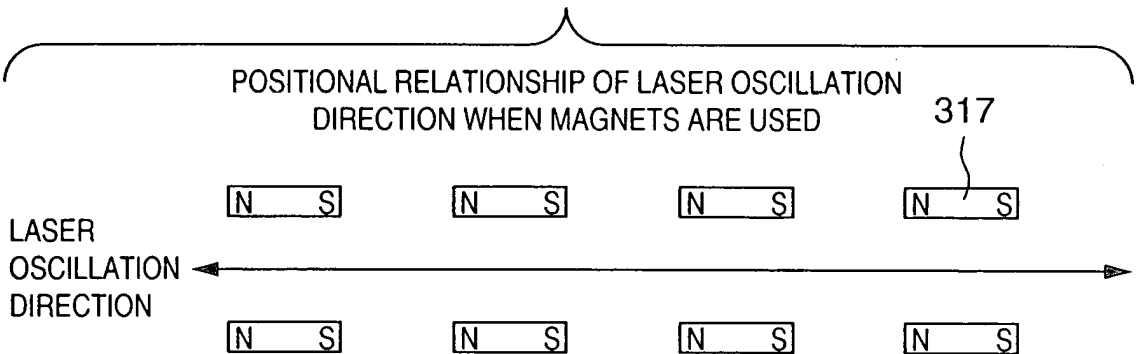 POSITIONAL RELATIONSHIP OF LASER OSCILLATION
DIRECTION WHEN MAGNETS ARE USED
317
N S N S N S N S
LASER
OSCILLATION
DIRECTION
N S N S N S N S